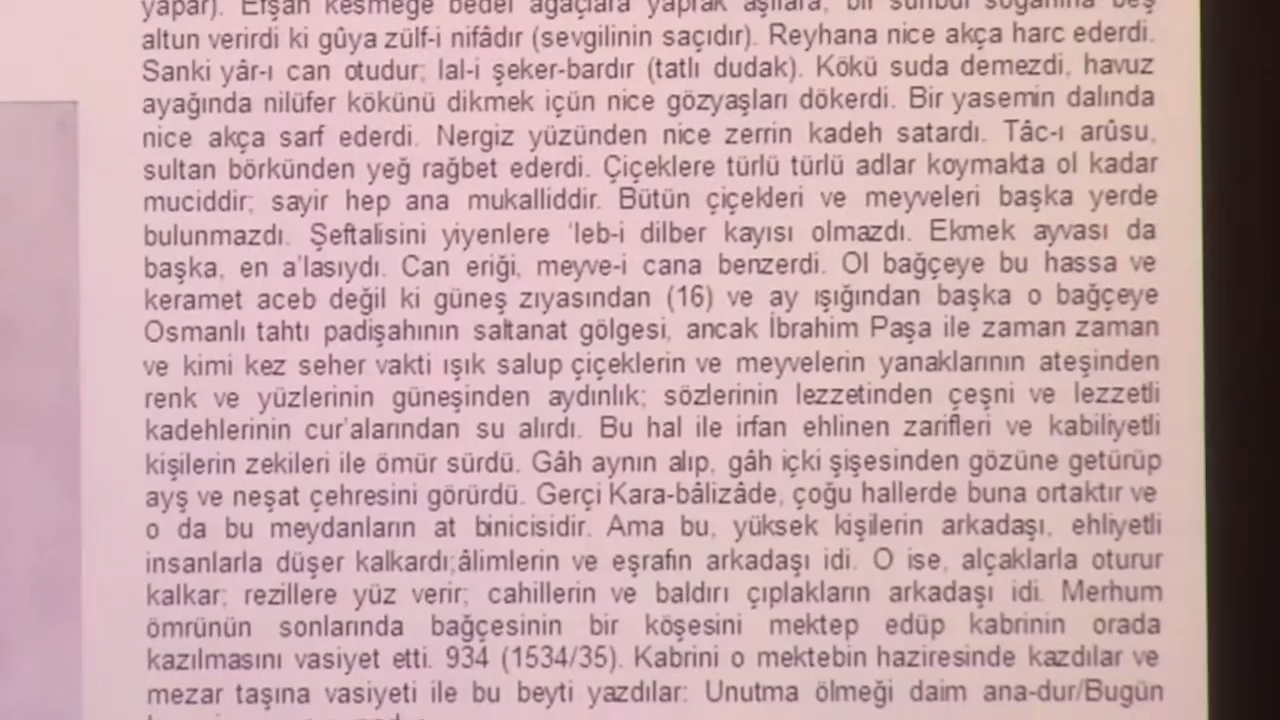 yapar). Efşan kesmeğe bedel ağaçlara yaprak aşılara, bir sünbül soğanına beş
altun verirdi ki gûya zülf-i nifâdır (sevgilinin saçıdır). Reyhana nice akça harc ederdi.
Sanki yâr-ı can otudur; lal-i şeker-bardır (tatlı dudak). Kökü suda demezdi, havuz
ayağında nilüfer kökünü dikmek içün nice gözyaşları dökerdi. Bir yasemin dalında
nice akça sarf ederdi. Nergiz yüzünden nice zerrin kadeh satardı. Tâc-ı arûsu,
sultan börkünden yeğ rağbet ederdi. Çiçeklere türlü türlü adlar koymakta ol kadar
muciddir; sayir hep ana mukalliddir. Bütün çiçekleri ve meyveleri başka yerde
bulunmazdı. Şeftalisini yiyenlere 'leb-i dilber kayısı olmazdı. Ekmek ayvası da
başka, en a'lasıydı. Can eriği, meyve-i cana benzerdi. Ol bağçeye bu hassa ve
keramet aceb değil ki güneş zıyasından (16) ve ay ışığından başka o bağçeye
Osmanlı tahtı padişahının saltanat gölgesi, ancak İbrahim Paşa ile zaman zaman
ve kimi kez seher vakti ışık salup çiçeklerin ve meyvelerin yanaklarının ateşinden
renk ve yüzlerinin güneşinden aydınlık; sözlerinin lezzetinden çeşni ve lezzetli
kadehlerinin cur'alarından su alırdı. Bu hal ile irfan ehlinen zarifleri ve kabiliyetli
kişilerin zekileri ile ömür sürdü. Gâh aynın alıp, gâh içki şişesinden gözüne getürüp
ayş ve neşat çehresini görürdü. Gerçi Kara-bâlizâde, çoğu hallerde buna ortaktır ve
o da bu meydanların at binicisidir. Ama bu, yüksek kişilerin arkadaşı, ehliyetli
insanlarla düşer kalkardı;âlimlerin ve eşrafın arkadaşı idi. O ise, alçaklarla oturur
kalkar; rezillere yüz verir; cahillerin ve baldırı çıplakların arkadaşı idi. Merhum
ömrünün sonlarında bağçesinin bir köşesini mektep edüp kabrinin orada
kazılmasını vasiyet etti. 934 (1534/35). Kabrini o mektebin haziresinde kazdılar ve
mezar taşına vasiyeti ile bu beyti yazdılar: Unutma ölmeği daim ana-dur/Bugün